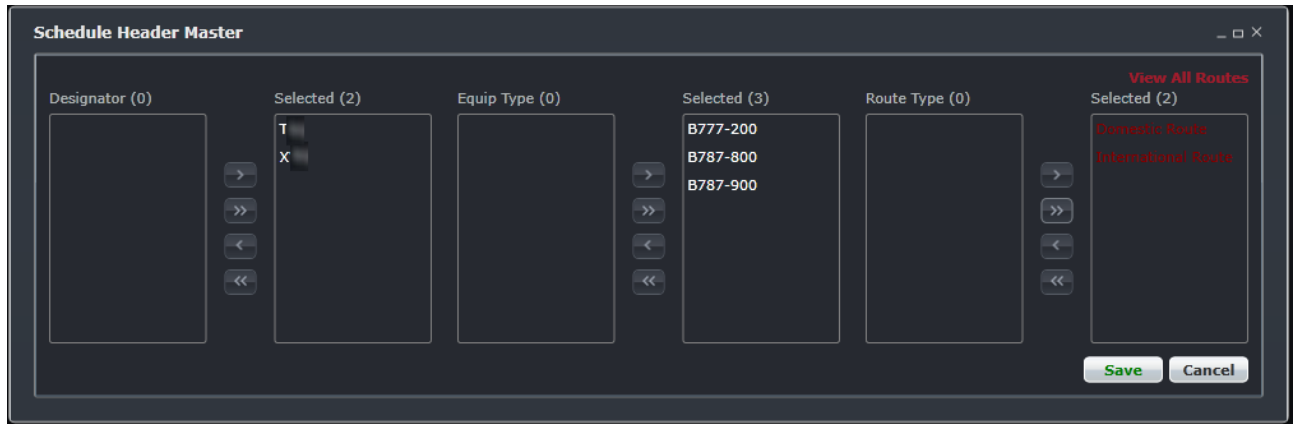 Schedule Header Master
View All Routes
Designator (0)
Selected (2)
Equip Type (0)
Selected (3)
Route Type (0)
Selected (2)
T
X
B777-200
B787-800
B787-900
Domestic Route
International Route
Save
Cancel